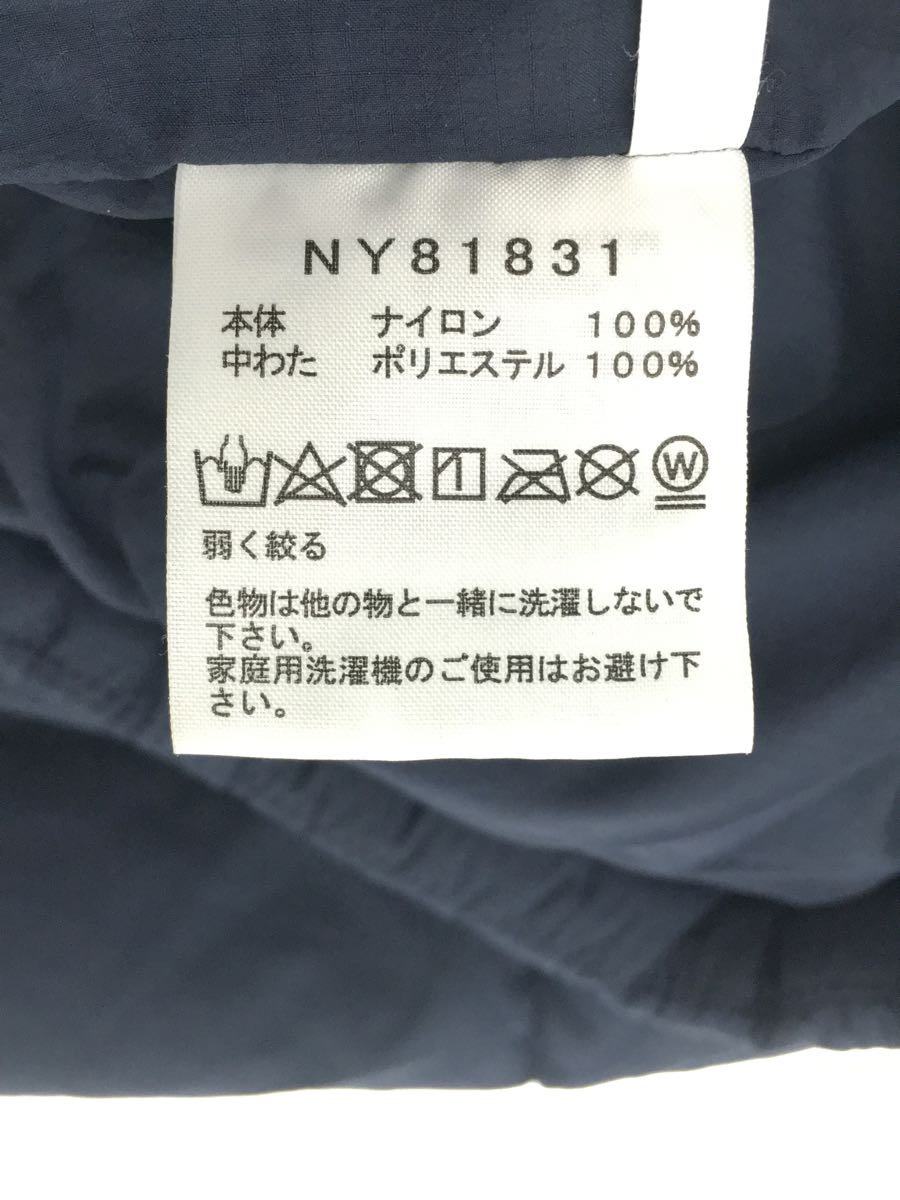 NY81831
本体 ナイロン 100%
中わた ポリエステル 100%
W
弱く絞る
色物は他の物と一緒に洗濯しないで
下さい。
家庭用洗濯機のご使用はお避け下
さい。